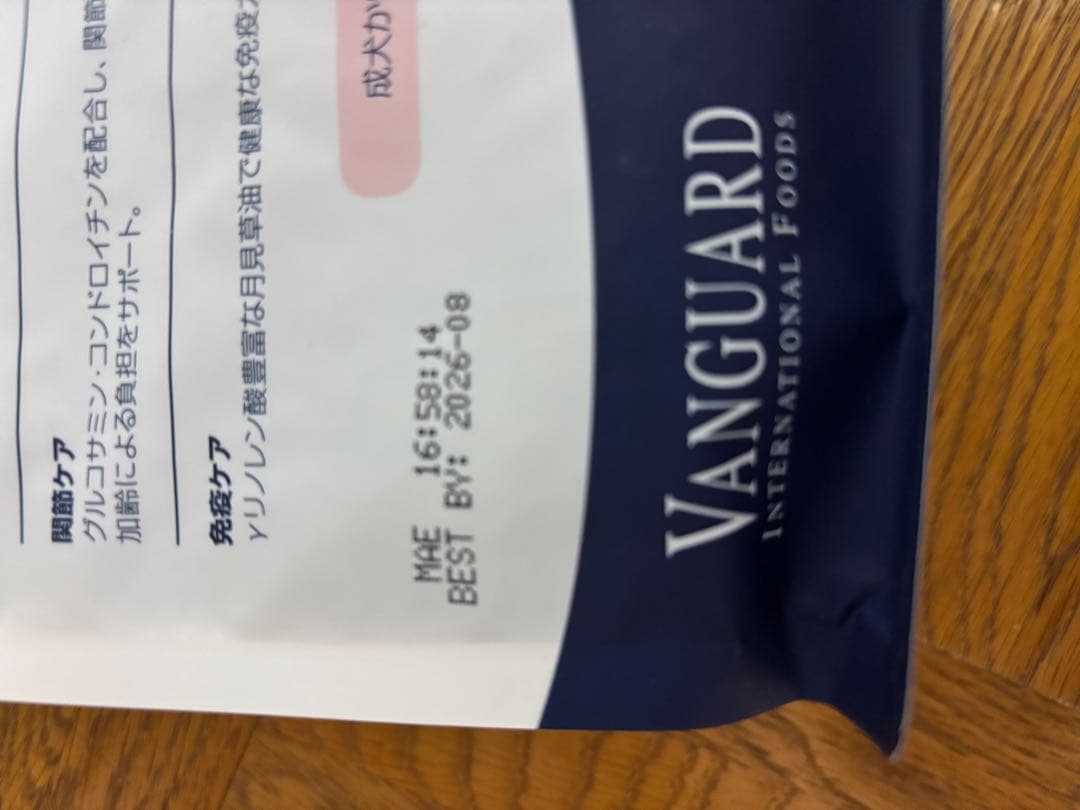 関節ケア
グルコサミン・コンドロイチンを配合し、関節
加齢による負担をサポート。
免疫ケア
γリノレン酸豊富な月見草油で健康な免疫
成犬か
MAE 16:58:14
BEST BY: 2026-08
VANGUARD
INTERNATIONAL FOODS